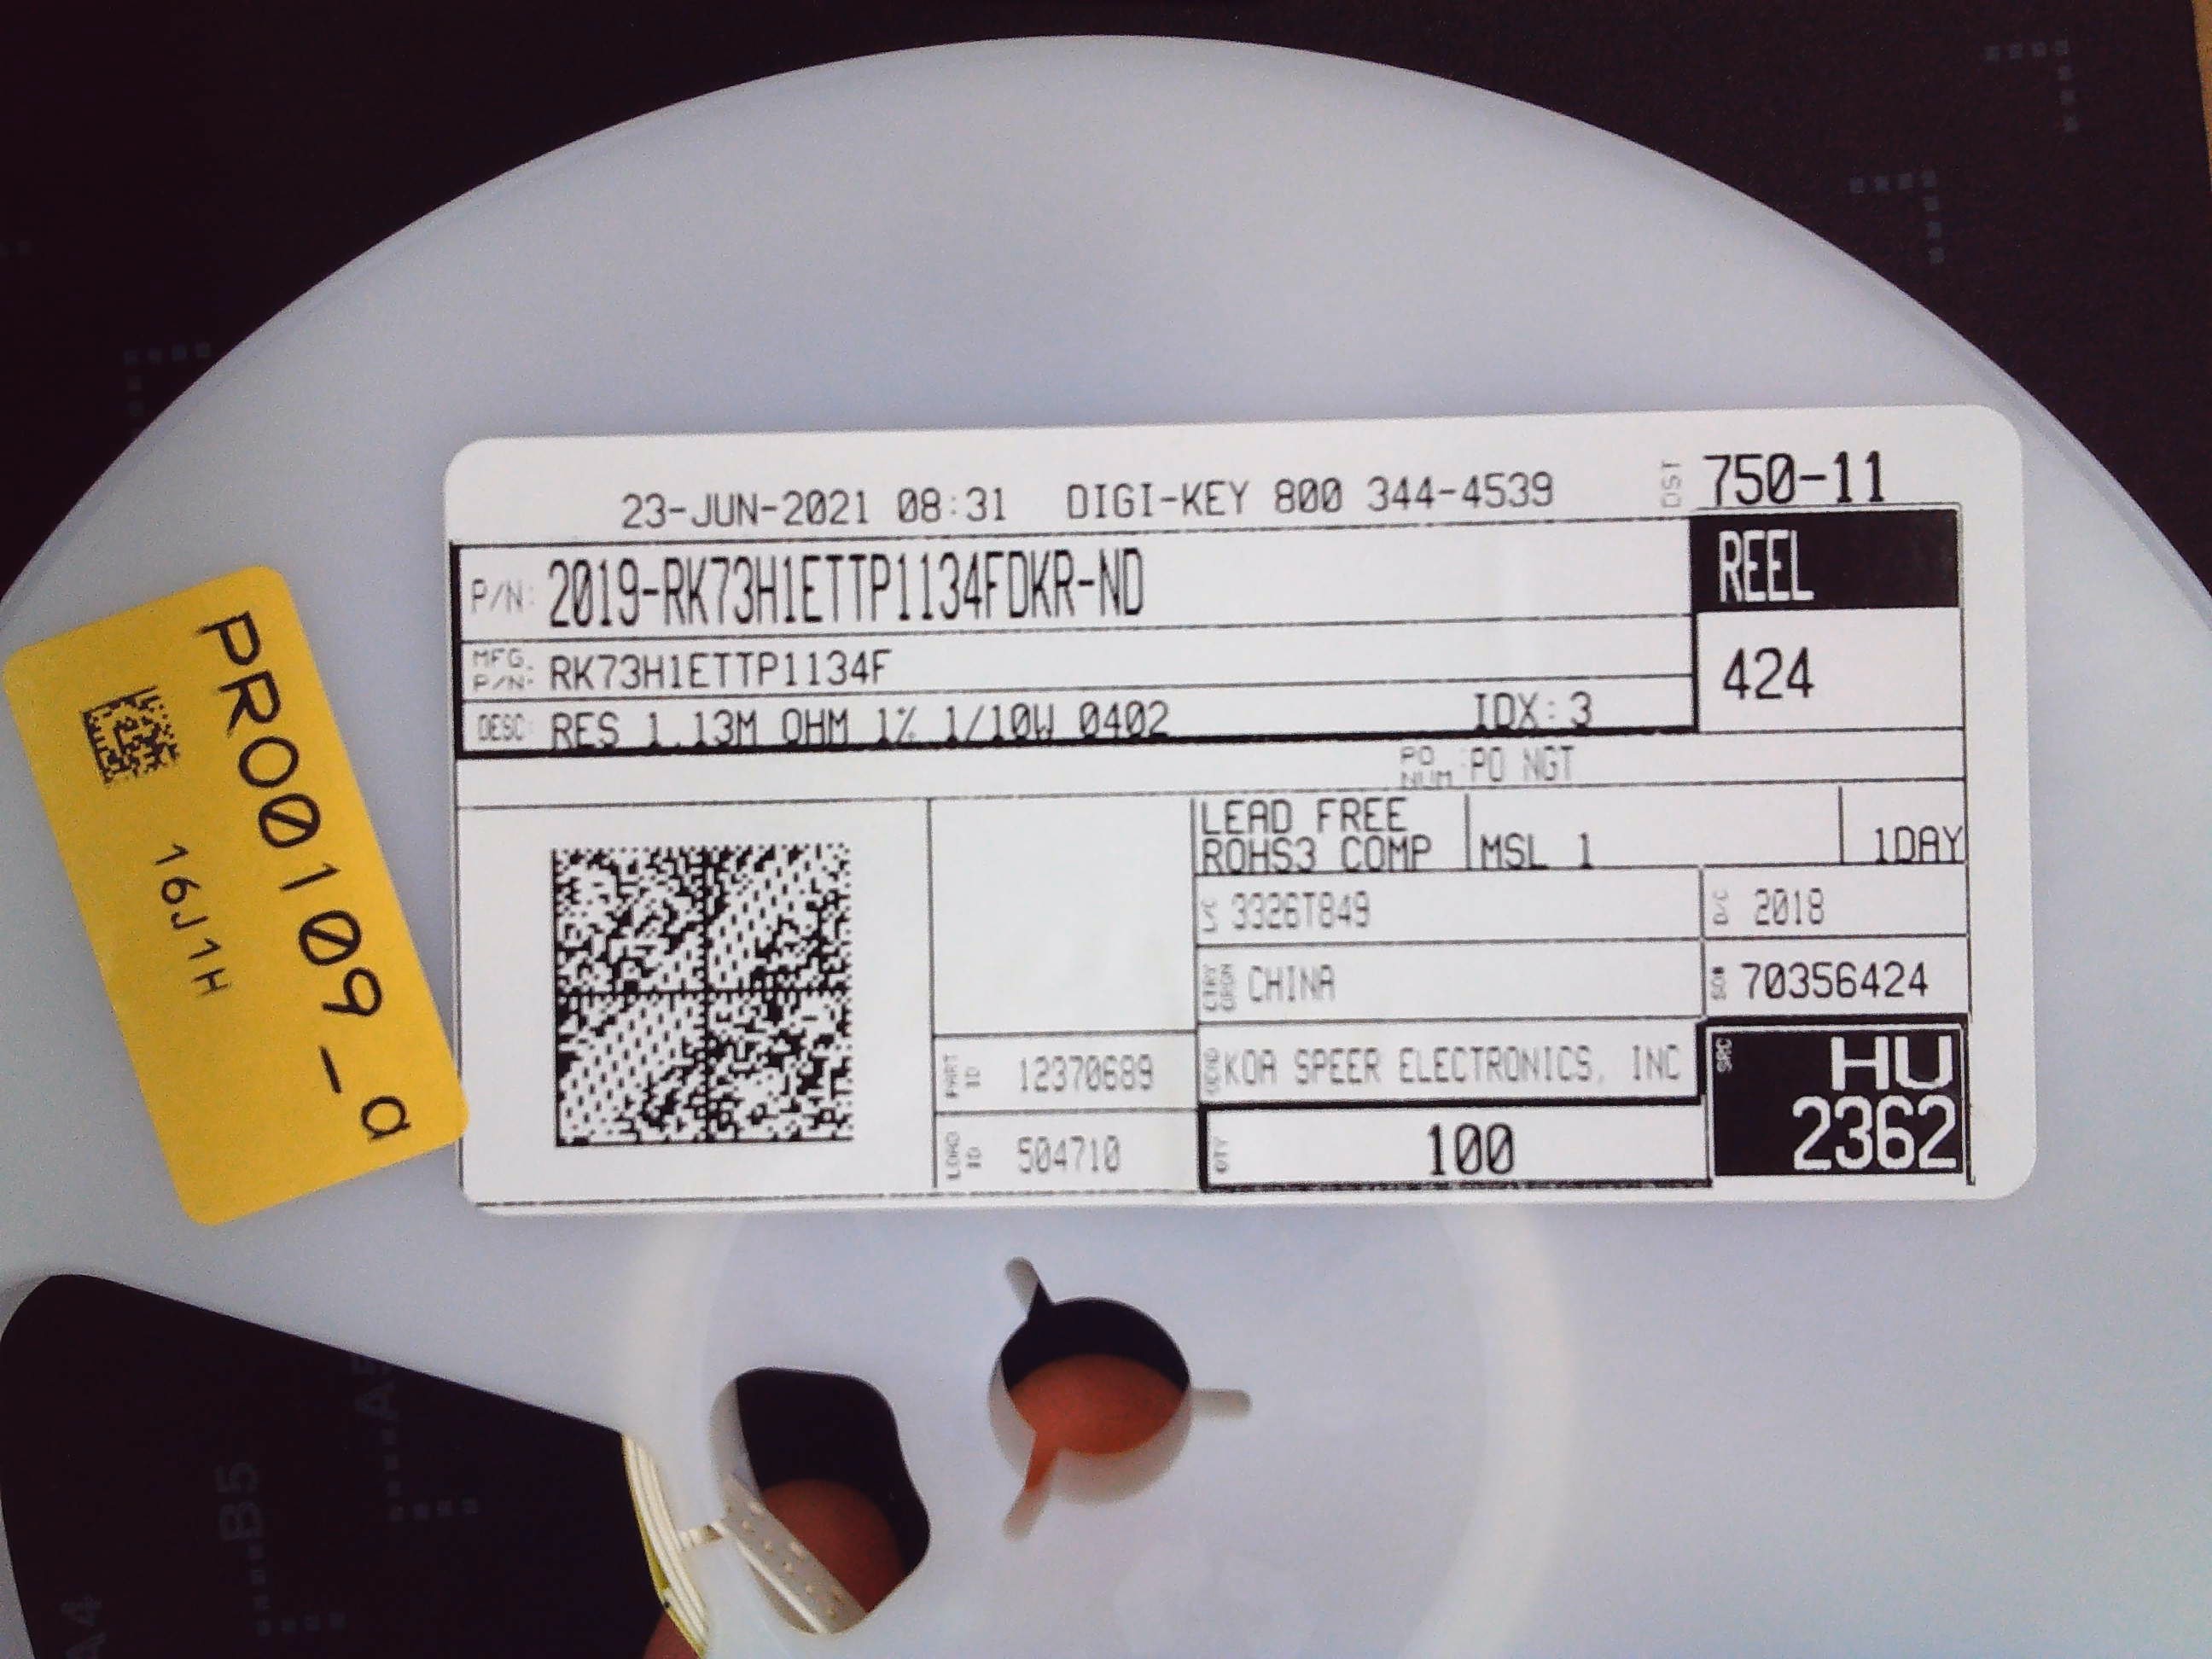 23-JUN-2021 08:31 DIGI-KEY 800 344-4539
DST 750-11
P/N: 2019-RK73H1ETTP1134FDKR-ND
REEL
MFG. P/N: RK73H1ETTP1134F
424
DESC: RES 1.13M OHM 1% 1/10W 0402 IDX: 3
PO NUM: PO NGT
LEAD FREE
ROHS3 COMP
MSL 1
1DAY
L/C 3326T849
D/C 2018
CTRY ORGN CHINA
SO# 70356424
PART ID 12370689
KOA SPEER ELECTRONICS, INC
SRC HU
2362
LOAD ID 504710
QTY 100
PR00109_a
16J1H
B5
A4